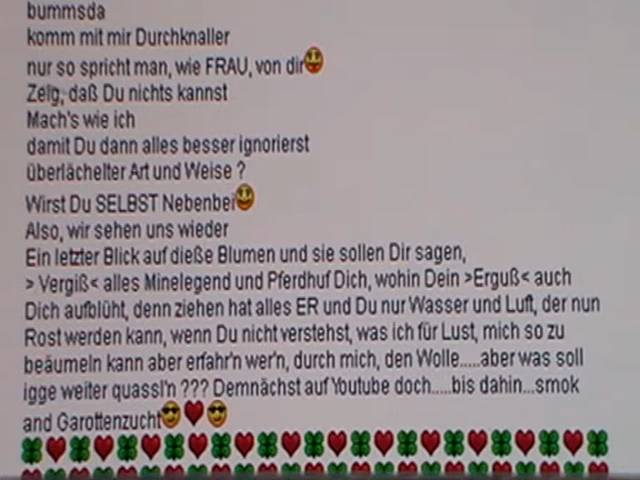 bummsda
komm mit mir Durchknaller
nur so spricht man, wie FRAU, von dir
Zeig, daß Du nichts kannst
Mach's wie ich
damit Du dann alles besser ignorierst
überlächelter Art und Weise ?
Wirst Du SELBST Nebenbei
Also, wir sehen uns wieder
Ein letzter Blick auf dieße Blumen und sie sollen Dir sagen,
> Vergiß< alles Minelegend und Pferdhuf Dich, wohin Dein >Erguß< auch
Dich aufblüht, denn ziehen hat alles ER und Du nur Wasser und Luft, der nun
Rost werden kann, wenn Du nicht verstehst, was ich für Lust, mich so zu
beäumeln kann aber erfahr'n wer'n, durch mich, den Wolle.....aber was soll
igge weiter quassl'n ??? Demnächst auf Youtube doch.....bis dahin...smok
and Garottenzucht